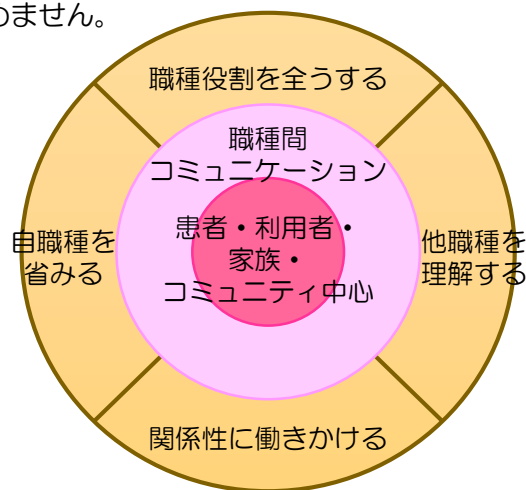 めません。
職種役割を全うする
職種間
コミュニケーション
患者・利用者・
家族・
コミュニティ中心
自職種を
省みる
他職種を
理解する
関係性に働きかける